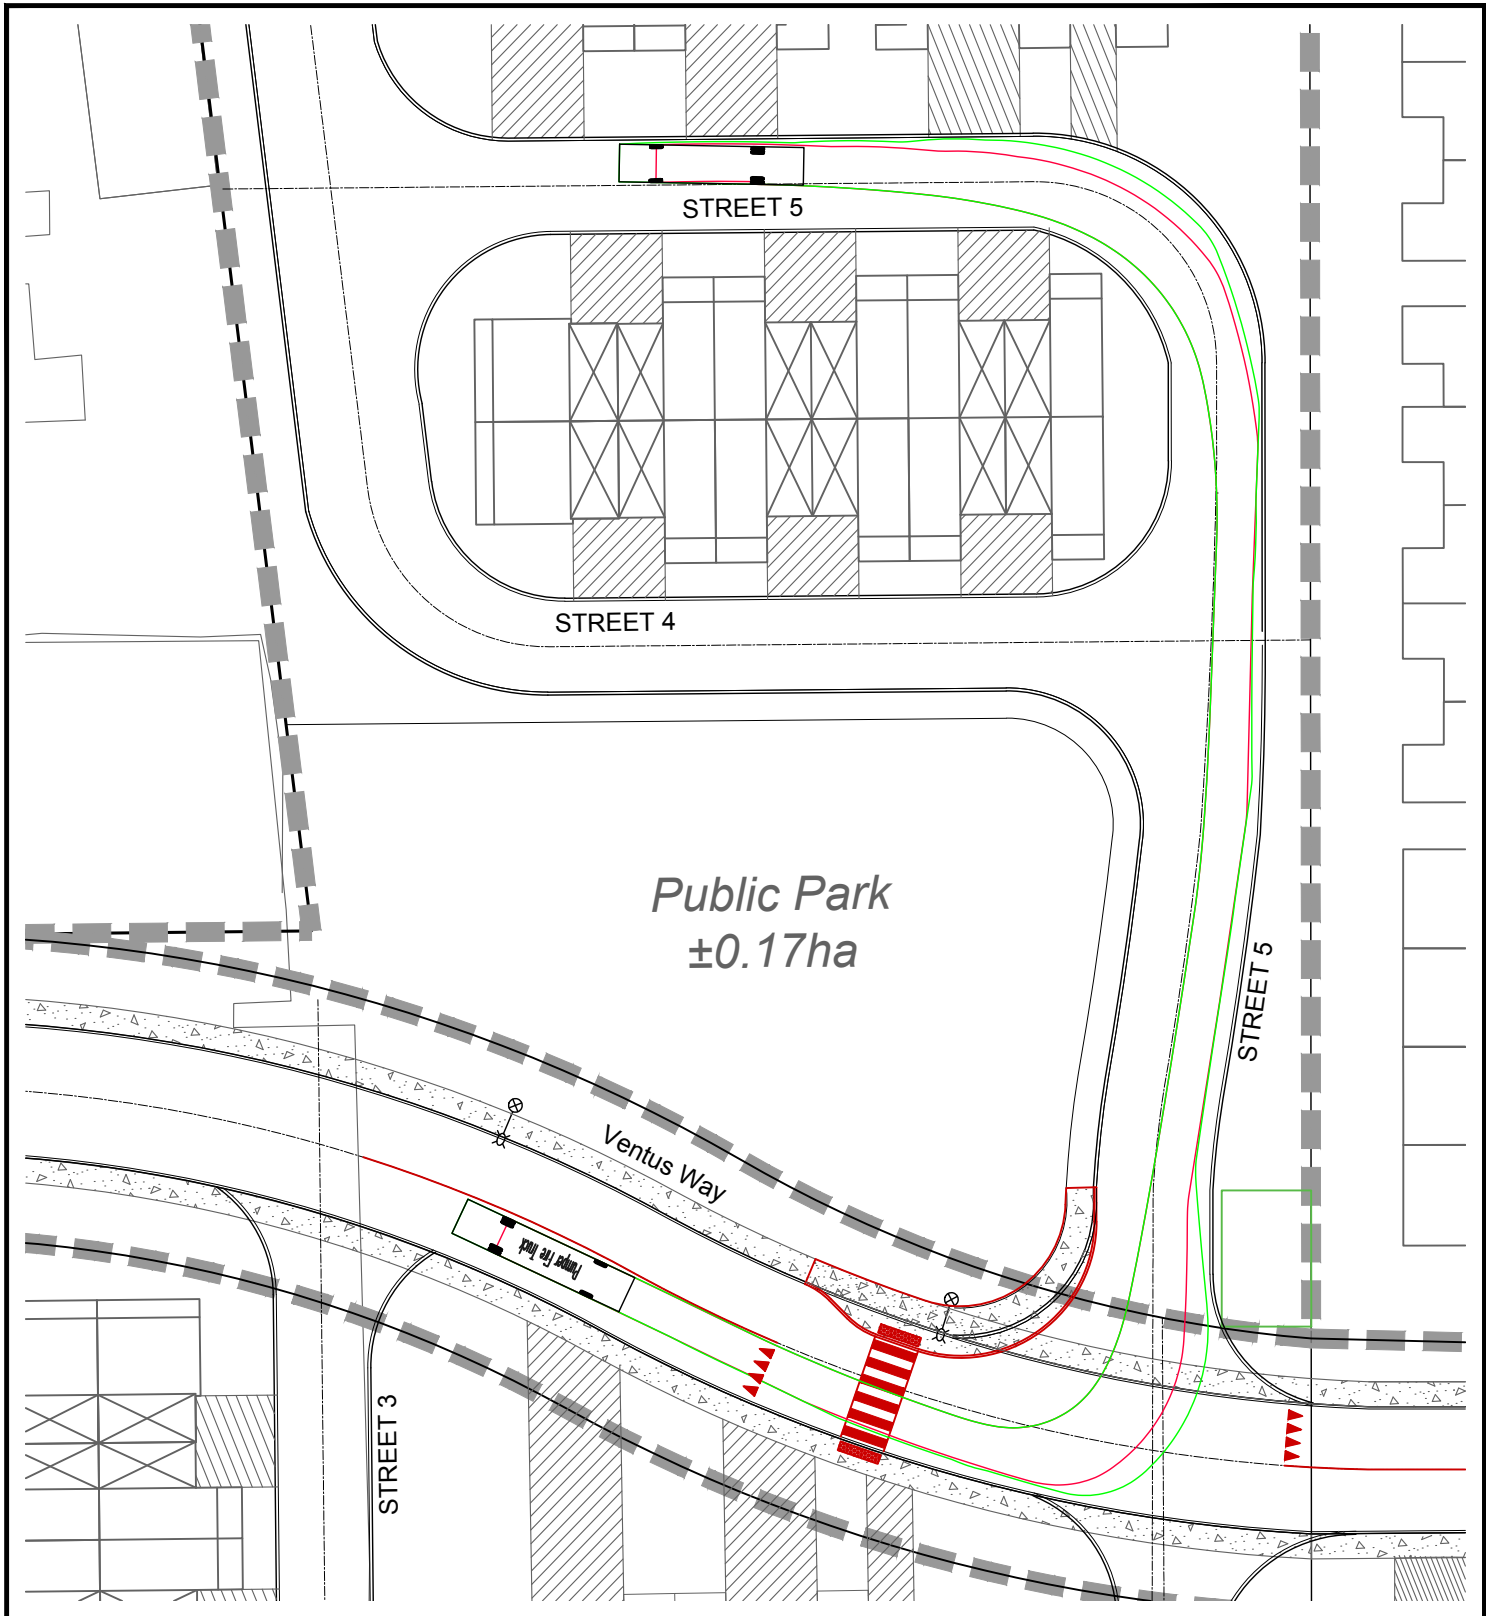 STREET 5
STREET 4
Public Park
±0.17ha
STREET 5
Ventus Way
Pumper Fire Truck
STREET 3